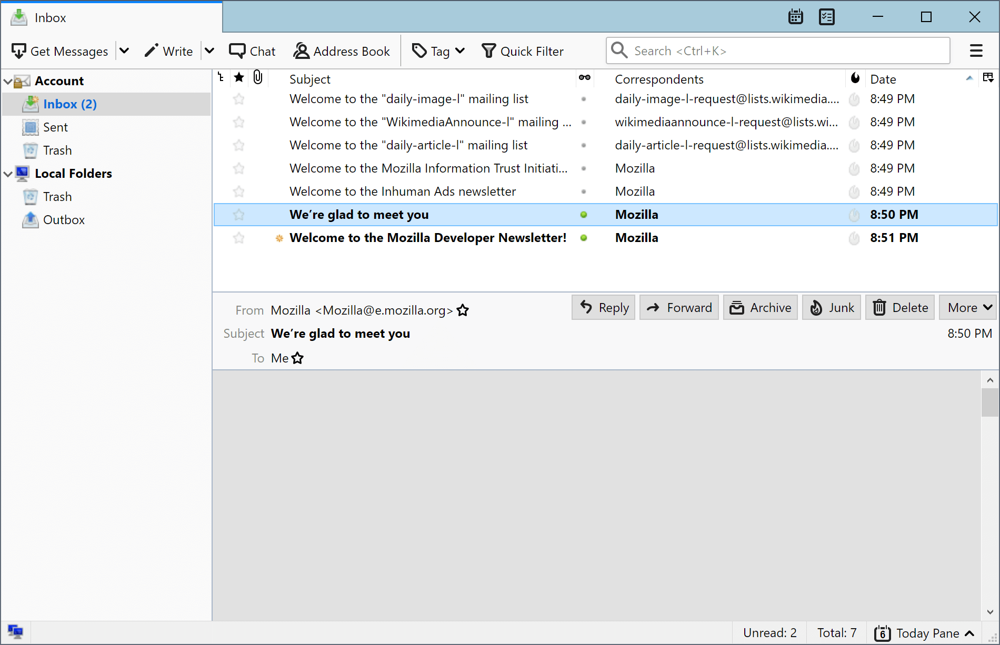 Inbox
Get Messages Write Chat Address Book Tag Quick Filter Search <Ctrl+K>
Account
Inbox (2)
Sent
Trash
Local Folders
Trash
Outbox
Subject Correspondents Date
Welcome to the "daily-image-l" mailing list daily-image-l-request@lists.wikimedia.... 8:49 PM
Welcome to the "WikimediaAnnounce-l" mailing ... wikimediaannounce-l-request@lists.wi... 8:49 PM
Welcome to the "daily-article-l" mailing list daily-article-l-request@lists.wikimedia.... 8:49 PM
Welcome to the Mozilla Information Trust Initiati... Mozilla 8:49 PM
Welcome to the Inhuman Ads newsletter Mozilla 8:49 PM
We’re glad to meet you Mozilla 8:50 PM
Welcome to the Mozilla Developer Newsletter! Mozilla 8:51 PM
From Mozilla <Mozilla@e.mozilla.org> Reply Forward Archive Junk Delete More
Subject We’re glad to meet you 8:50 PM
To Me
Unread: 2 Total: 7 6 Today Pane